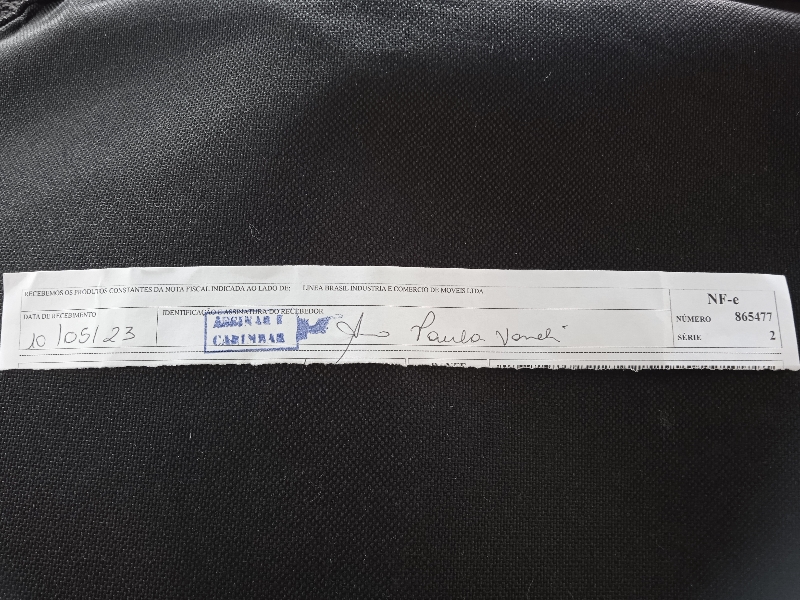 RECEBEMOS OS PRODUTOS CONSTANTES DA NOTA FISCAL INDICADA AO LADO DE: LINEA BRASIL INDUSTRIA E COMERCIO DE MOVEIS LTDA
NF-e
DATA DE RECEBIMENTO
IDENTIFICAÇÃO E ASSINATURA DO RECEBEDOR
NÚMERO 865477
10/05/23
ASSINAR E
CARIMBAR
Ana Paula
SÉRIE 2